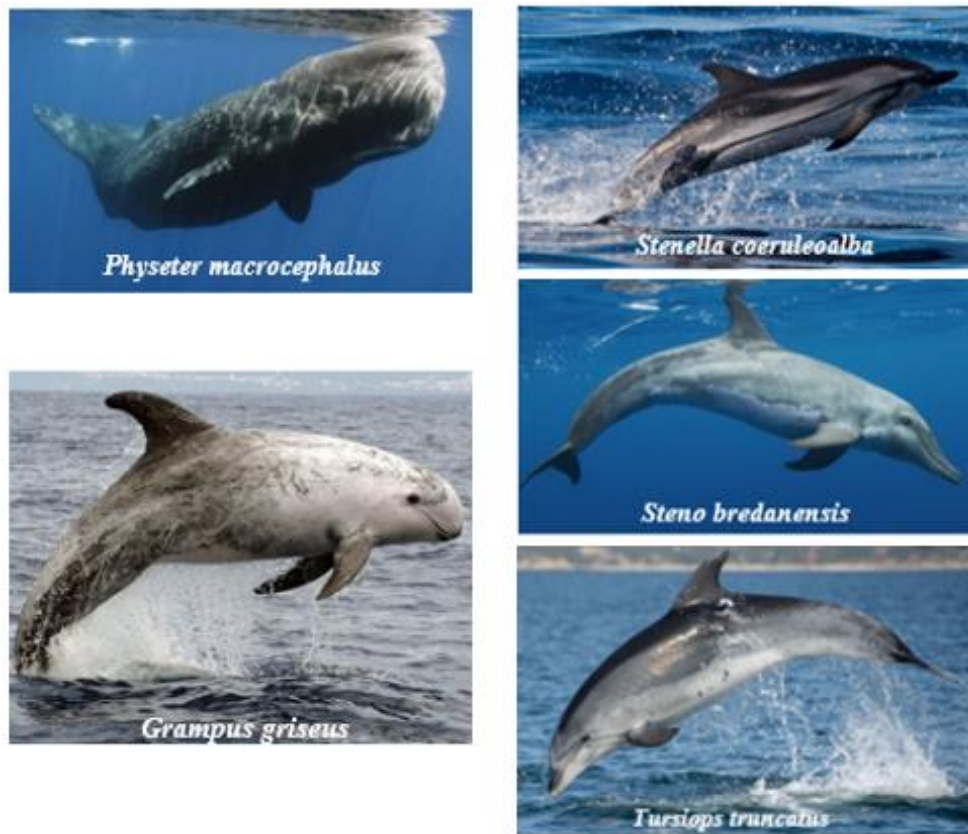 Physeter macrocephalus
Stenella coeruleoalba
Steno bredanensis
Grampus griseus
Tursiops truncatus